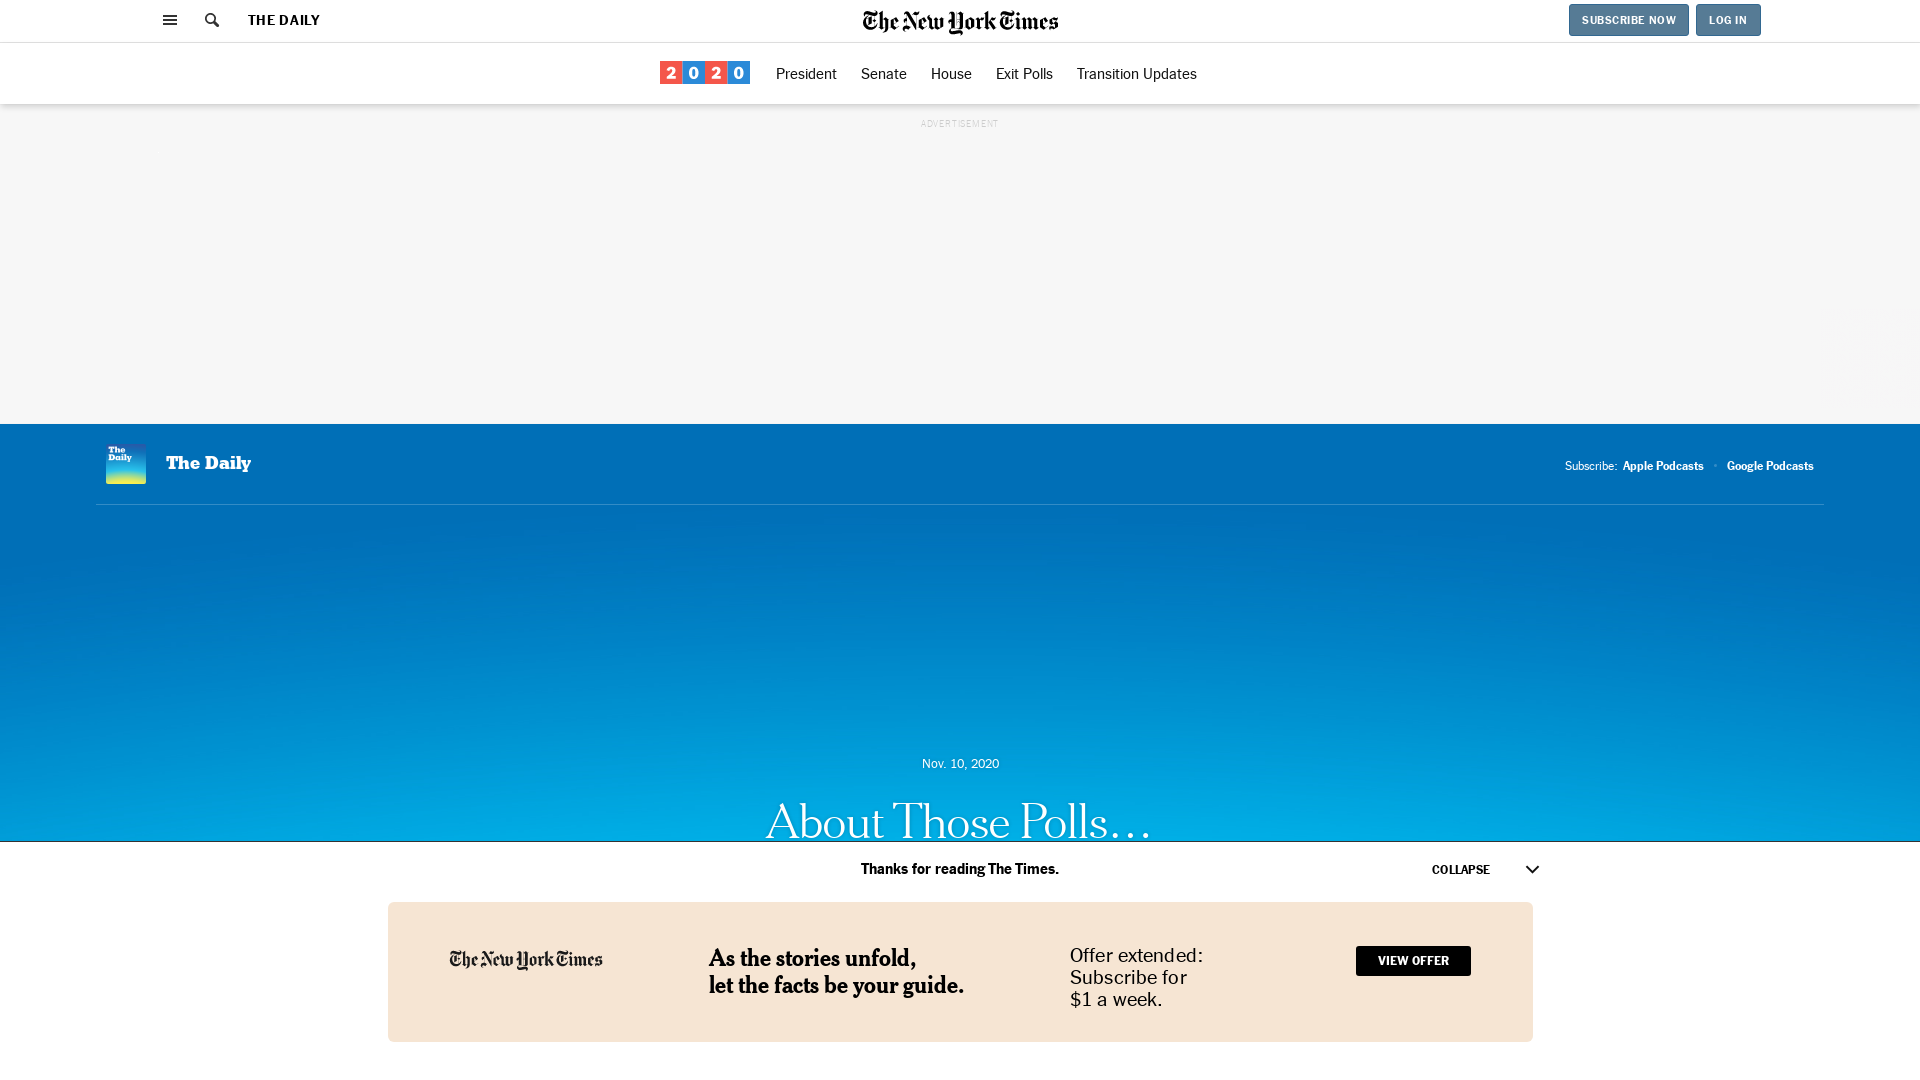 THE DAILY
The New York Times
SUBSCRIBE NOW
LOG IN
2020
President
Senate
House
Exit Polls
Transition Updates
ADVERTISEMENT
The
Daily
The Daily
Subscribe:
Apple Podcasts
Google Podcasts
Nov. 10, 2020
About Those Polls…
Thanks for reading The Times.
COLLAPSE
The New York Times
As the stories unfold,
let the facts be your guide.
Offer extended:
Subscribe for
$1 a week.
VIEW OFFER